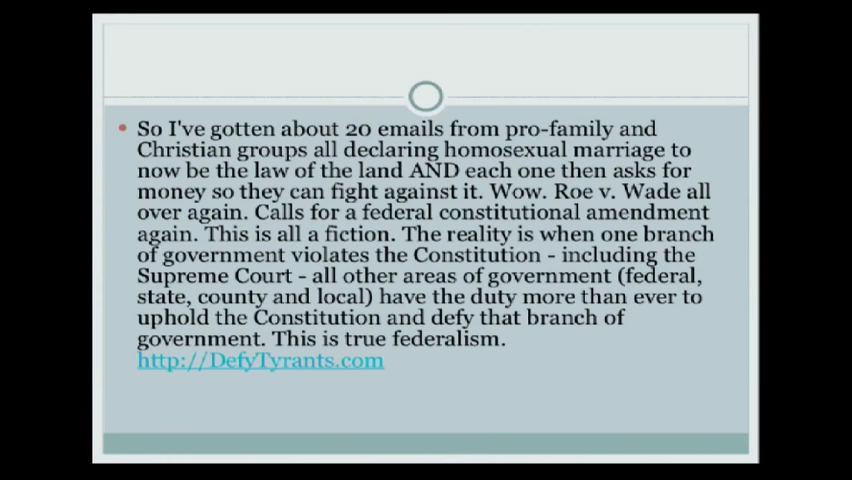 So I've gotten about 20 emails from pro-family and
Christian groups all declaring homosexual marriage to
now be the law of the land AND each one then asks for
money so they can fight against it. Wow. Roe v. Wade all
over again. Calls for a federal constitutional amendment
again. This is all a fiction. The reality is when one branch
of government violates the Constitution - including the
Supreme Court - all other areas of government (federal,
state, county and local) have the duty more than ever to
uphold the Constitution and defy that branch of
government. This is true federalism.
http://DefyTyrants.com